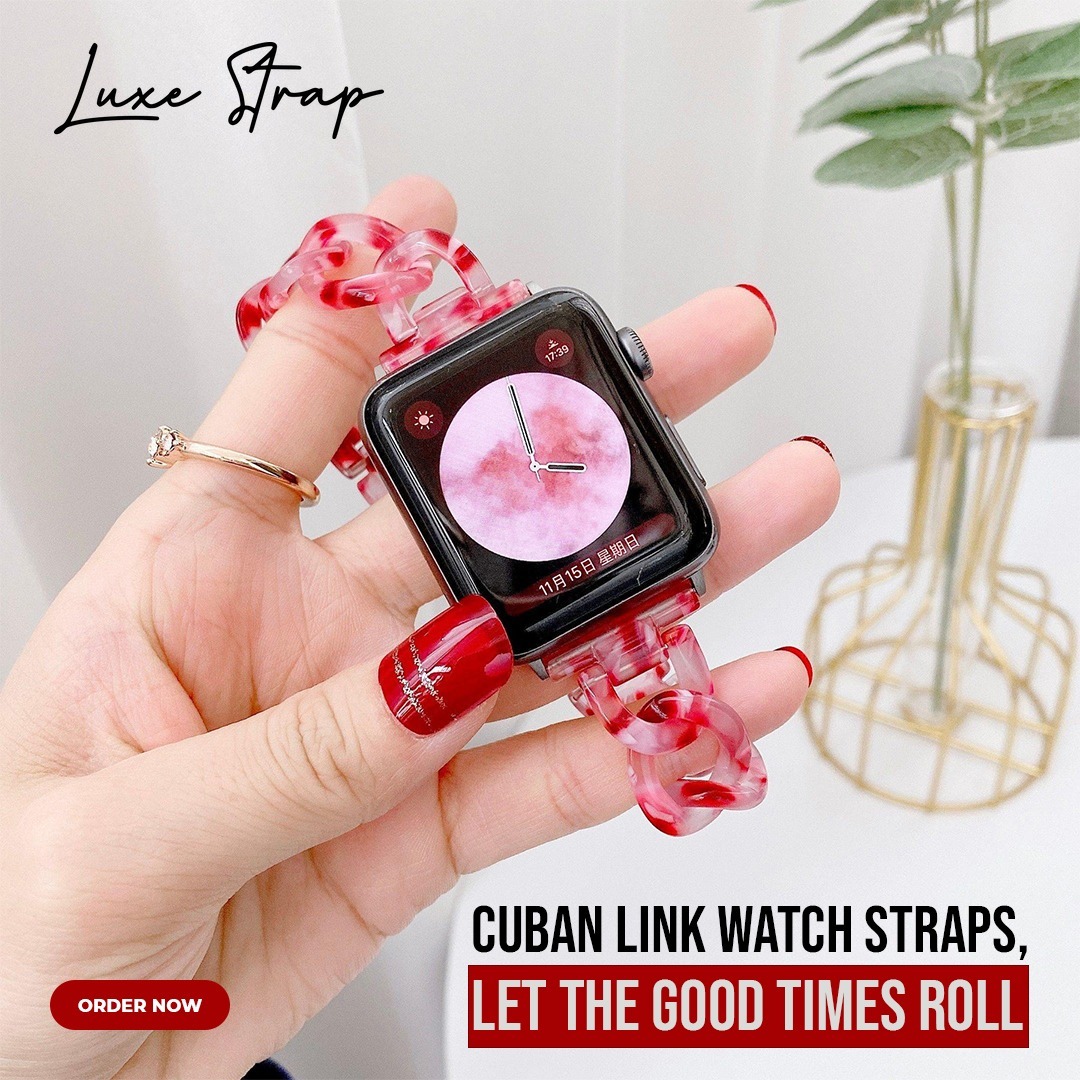 Luxe Strap
17:39
11月15日 星期日
CUBAN LINK WATCH STRAPS,
LET THE GOOD TIMES ROLL
ORDER NOW